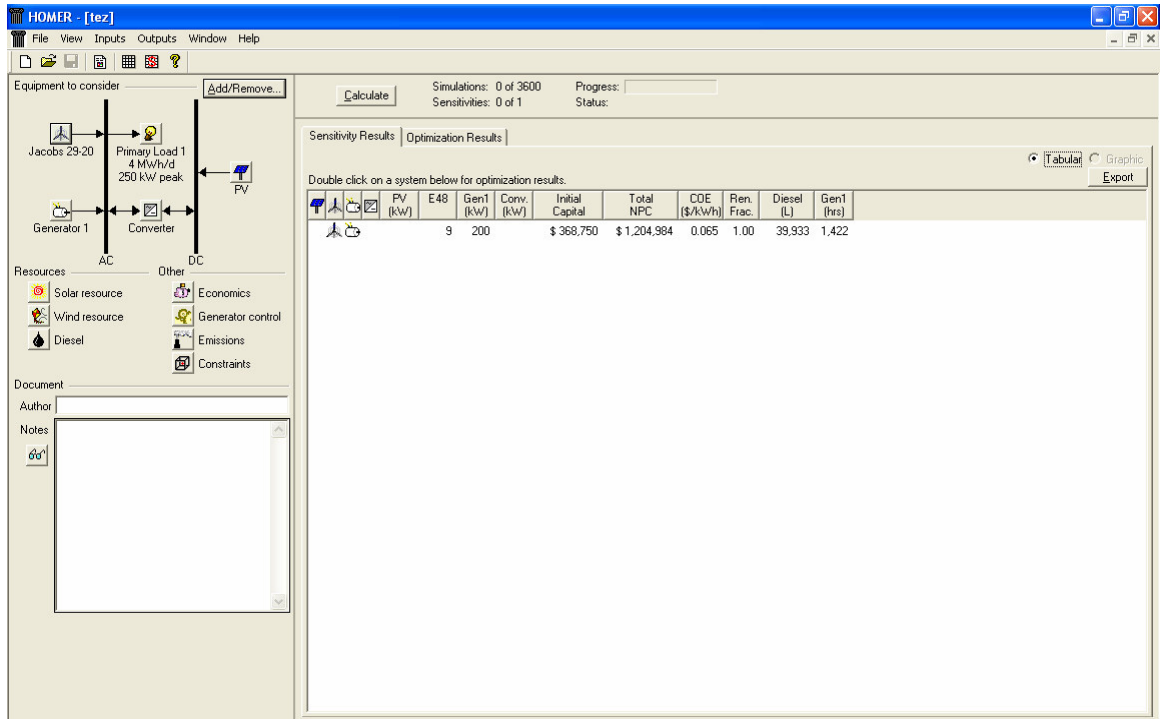 HOMER - [tez]
File View Inputs Outputs Window Help
Equipment to consider
Add/Remove...
Jacobs 29-20
Primary Load 1
4 MWh/d
250 kW peak
PV
Generator 1
Converter
AC
DC
Resources
Other
Solar resource
Economics
Wind resource
Generator control
Diesel
Emissions
Constraints
Document
Author
Notes
Calculate
Simulations: 0 of 3600
Progress:
Sensitivities: 0 of 1
Status:
Sensitivity Results
Optimization Results
Tabular
Graphic
Double click on a system below for optimization results.
Export
PV (kW) E48 Gen1 (kW) Conv. (kW) Initial Capital Total NPC COE ($/kWh) Ren. Frac. Diesel (L) Gen1 (hrs)
9 200 $ 368,750 $ 1,204,984 0.065 1.00 39,933 1,422